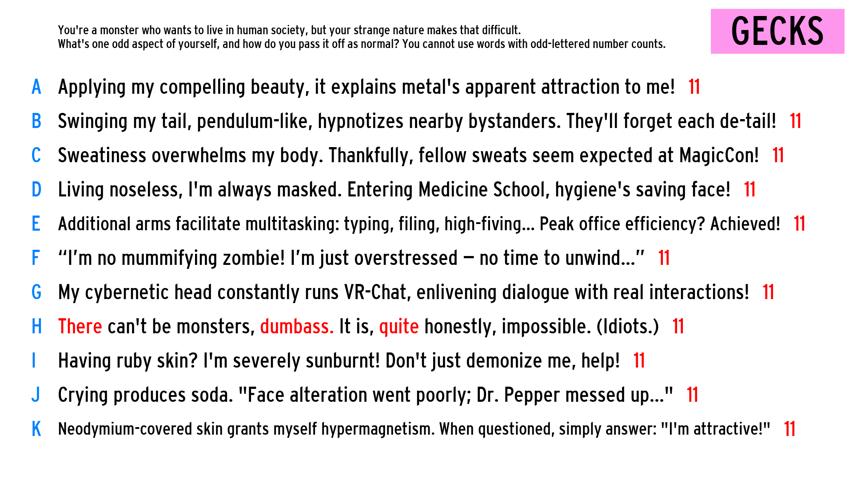 You're a monster who wants to live in human society, but your strange nature makes that difficult.
What's one odd aspect of yourself, and how do you pass it off as normal? You cannot use words with odd-lettered number counts.
GECKS
A Applying my compelling beauty, it explains metal's apparent attraction to me! 11
B Swinging my tail, pendulum-like, hypnotizes nearby bystanders. They'll forget each de-tail! 11
C Sweatiness overwhelms my body. Thankfully, fellow sweats seem expected at MagicCon! 11
D Living noseless, I'm always masked. Entering Medicine School, hygiene's saving face! 11
E Additional arms facilitate multitasking: typing, filing, high-fiving... Peak office efficiency? Achieved! 11
F “I’m no mummifying zombie! I’m just overstressed – no time to unwind...” 11
G My cybernetic head constantly runs VR-Chat, enlivening dialogue with real interactions! 11
H There can't be monsters, dumbass. It is, quite honestly, impossible. (Idiots.) 11
I Having ruby skin? I'm severely sunburnt! Don't just demonize me, help! 11
J Crying produces soda. "Face alteration went poorly; Dr. Pepper messed up..." 11
K Neodymium-covered skin grants myself hypermagnetism. When questioned, simply answer: "I'm attractive!" 11